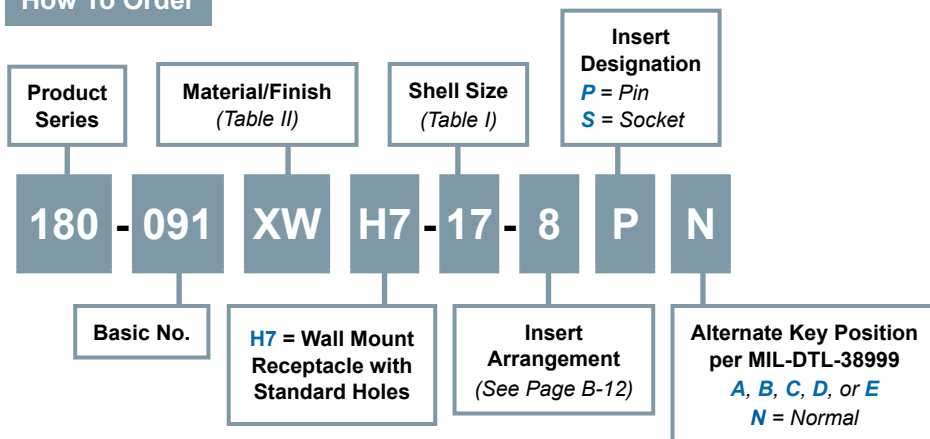 How To Order
Product
Series
Material/Finish
(Table II)
Shell Size
(Table I)
Insert
Designation
P = Pin
S = Socket
180 - 091 XW H7 - 17 - 8 P N
Basic No.
H7 = Wall Mount
Receptacle with
Standard Holes
Insert
Arrangement
(See Page B-12)
Alternate Key Position
per MIL-DTL-38999
A, B, C, D, or E
N = Normal